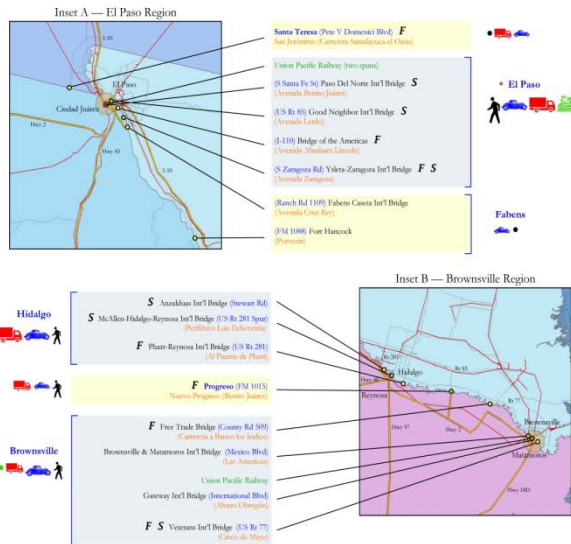 Inset A — El Paso Region
I-10
El Paso
Ciudad Juárez
Hwy 2
Hwy 45
I-10
Santa Teresa (Pete V Domenici Blvd) F
San Jerónimo (Carretera Samalayuca-el Oasis)
Union Pacific Railway (two spans)
(S Santa Fe St) Paso Del Norte Int'l Bridge S
(Avenida Benito Juárez)
(US Rt 85) Good Neighbor Int'l Bridge S
(Avenida Lerdo)
(I-110) Bridge of the Americas F
(Avenida Abraham Lincoln)
(S Zaragoza Rd) Ysleta-Zaragoza Int'l Bridge F S
(Avenida Zaragoza)
El Paso
(Ranch Rd 1109) Fabens Caseta Int'l Bridge
(Avenida Cruz Rey)
(FM 1088) Fort Hancock
(Porvenir)
Fabens
Inset B — Brownsville Region
Hidalgo
S Anzalduas Int'l Bridge (Stewart Rd)
S McAllen-Hidalgo-Reynosa Int'l Bridge (US Rt 281 Spur)
(Periférico Luis Echeverría)
F Pharr-Reynosa Int'l Bridge (US Rt 281)
(Al Puente de Pharr)
F Progreso (FM 1015)
Nuevo Progreso (Benito Juárez)
Brownsville
F Free Trade Bridge (County Rd 509)
(Carretera a Banco los Indios)
Brownsville & Matamoros Int'l Bridge (Mexico Blvd)
(Las Américas)
Union Pacific Railway
Gateway Int'l Bridge (International Blvd)
(Alvaro Obregón)
F S Veterans Int'l Bridge (US Rt 77)
(Cinco de Mayo)
Rt 281
Hidalgo
Rt 83
Hwy 40
Reynosa
Rt 77
Brownsville
Hwy 97
Hwy 2
Matamoros